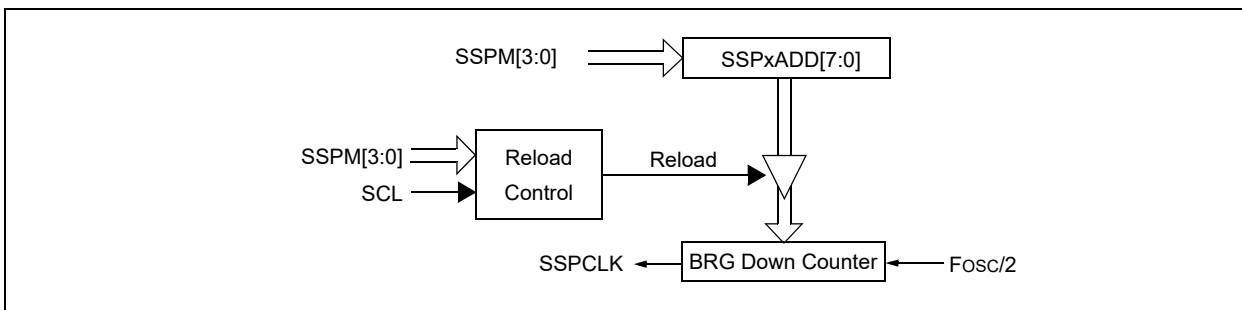 SSPM[3:0]
SSPxADD[7:0]
SSPM[3:0]
SCL
Reload
Control
Reload
SSPCLK
BRG Down Counter
FOSC/2